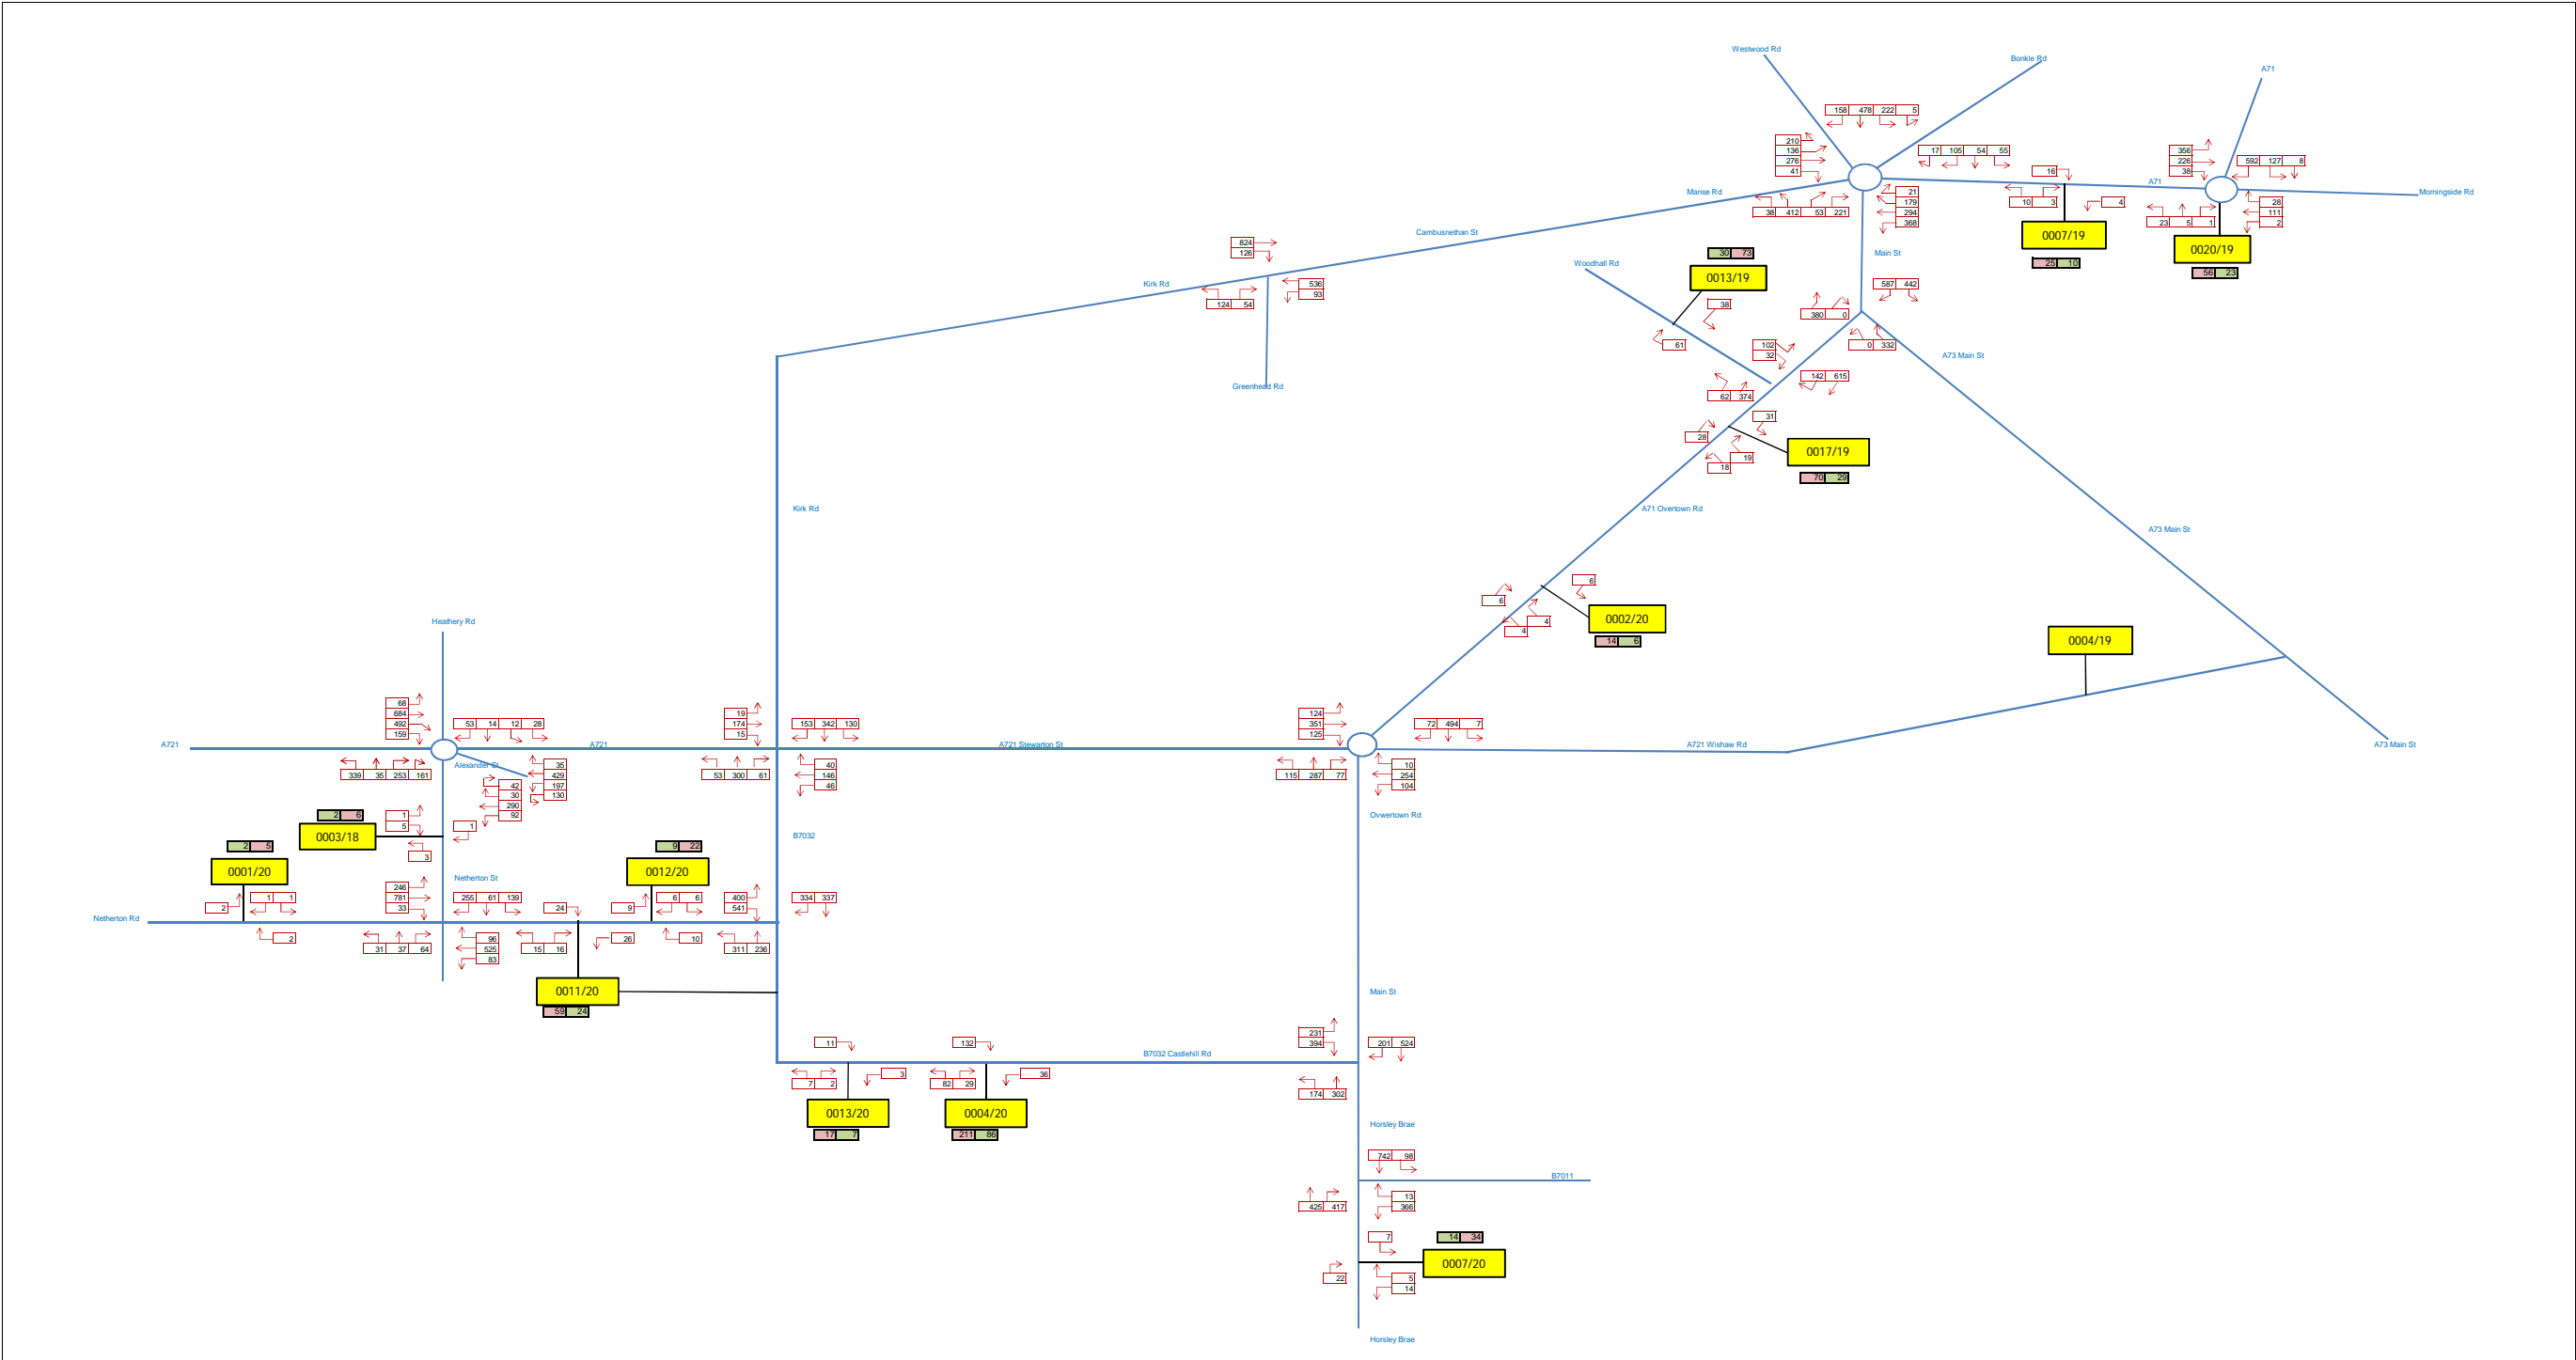 Westwood Rd
Bonkle Rd
A71
158 478 222 5
210
136
276
41
17 105 54 55
356
226
38
592 127 8
16
A71
Manse Rd
Morningside Rd
21
179
294
368
38 412 53 221
10 3
4
23 5 1
28
111
2
Cambusnethan St
0007/19
0020/19
824
126
30 73
Main St
Woodhall Rd
25 10
56 23
0013/19
Kirk Rd
536
93
124 54
587 442
38
380 0
61
102
32
0 332
A73 Main St
Greenhead Rd
142 615
62 374
31
28
0017/19
19
18
70 29
Kirk Rd
A71 Overtown Rd
A73 Main St
6
6
4
4
0002/20
14 6
0004/19
Heathery Rd
68
684
492
159
53 14 12 28
19
174
15
153 342 130
124
351
125
72 494 7
A721
A721
A721 Stewarton St
A721 Wishaw Rd
A73 Main St
Alexander St
339 35 253 161
35
429
197
130
53 300 61
40
146
46
115 287 77
10
254
104
42
30
290
92
2 6
1
5
Ovwertown Rd
0003/18
1
B7032
2 5
3
9 22
0001/20
0012/20
Netherton St
246
781
33
1 1
2
255 61 139
24
9
6 6
400
541
334 337
Netherton Rd
2
31 37 64
96
525
83
15 16
26
10
311 236
0011/20
Main St
59 24
11
132
231
394
201 524
B7032 Castlehill Rd
7 2
3
82 29
36
174 302
0013/20
0004/20
Horsley Brae
17 7
211 86
742 98
B7011
425 417
13
366
7
14 34
0007/20
22
5
14
Horsley Brae